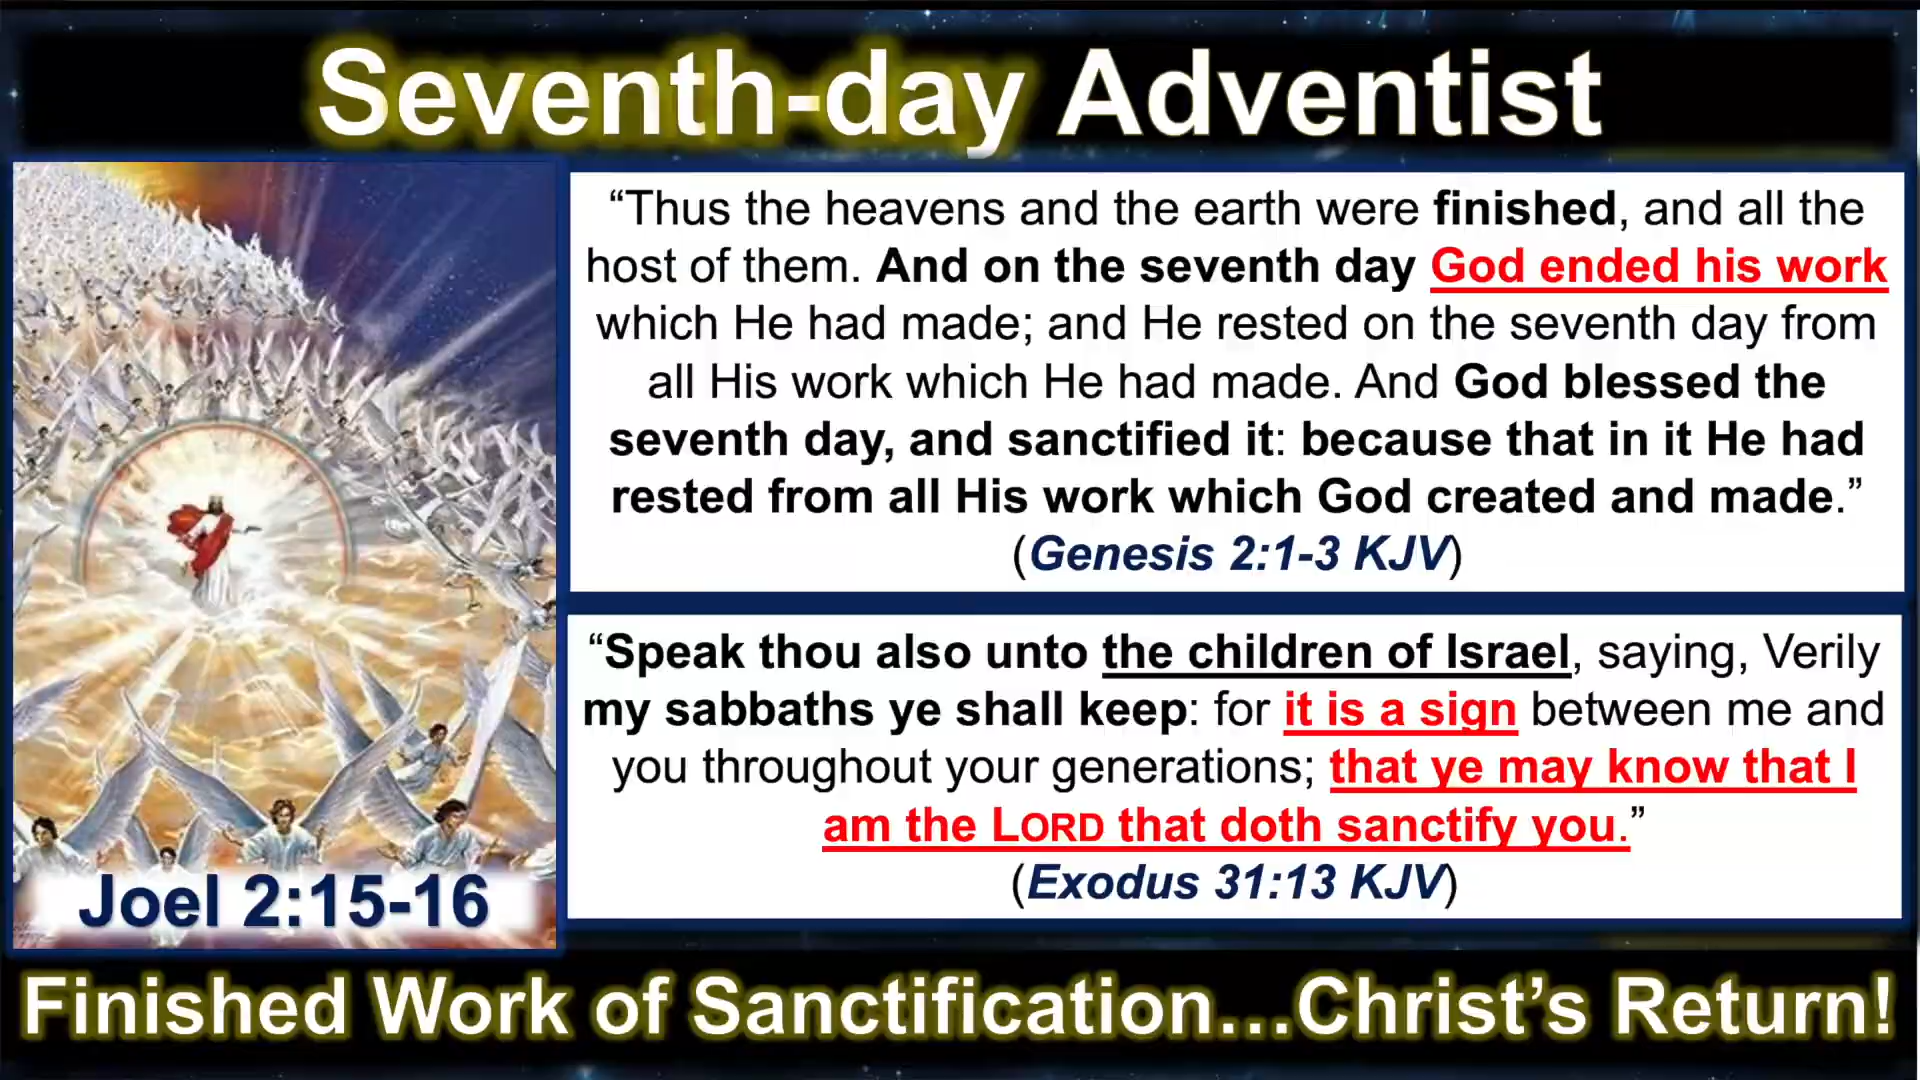 Seventh-day Adventist
“Thus the heavens and the earth were finished, and all the
host of them. And on the seventh day God ended his work
which He had made; and He rested on the seventh day from
all His work which He had made. And God blessed the
seventh day, and sanctified it: because that in it He had
rested from all His work which God created and made.”
(Genesis 2:1-3 KJV)
“Speak thou also unto the children of Israel, saying, Verily
my sabbaths ye shall keep: for it is a sign between me and
you throughout your generations; that ye may know that I
am the LORD that doth sanctify you.”
(Exodus 31:13 KJV)
Joel 2:15-16
Finished Work of Sanctification…Christ’s Return!